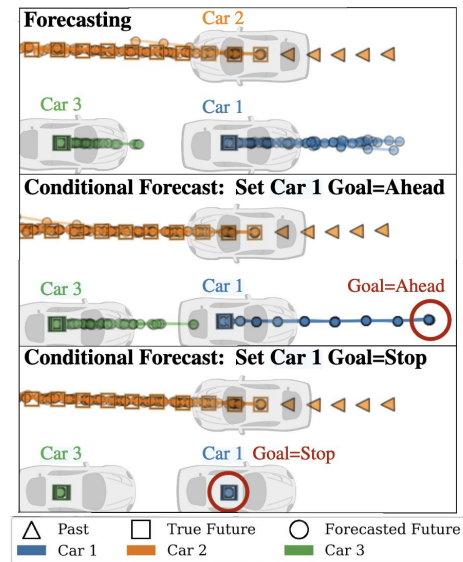 Forecasting
Car 2
Car 3
Car 1
Conditional Forecast: Set Car 1 Goal=Ahead
Car 3
Car 1
Goal=Ahead
Conditional Forecast: Set Car 1 Goal=Stop
Car 3
Car 1
Goal=Stop
Past
True Future
Forecasted Future
Car 1
Car 2
Car 3